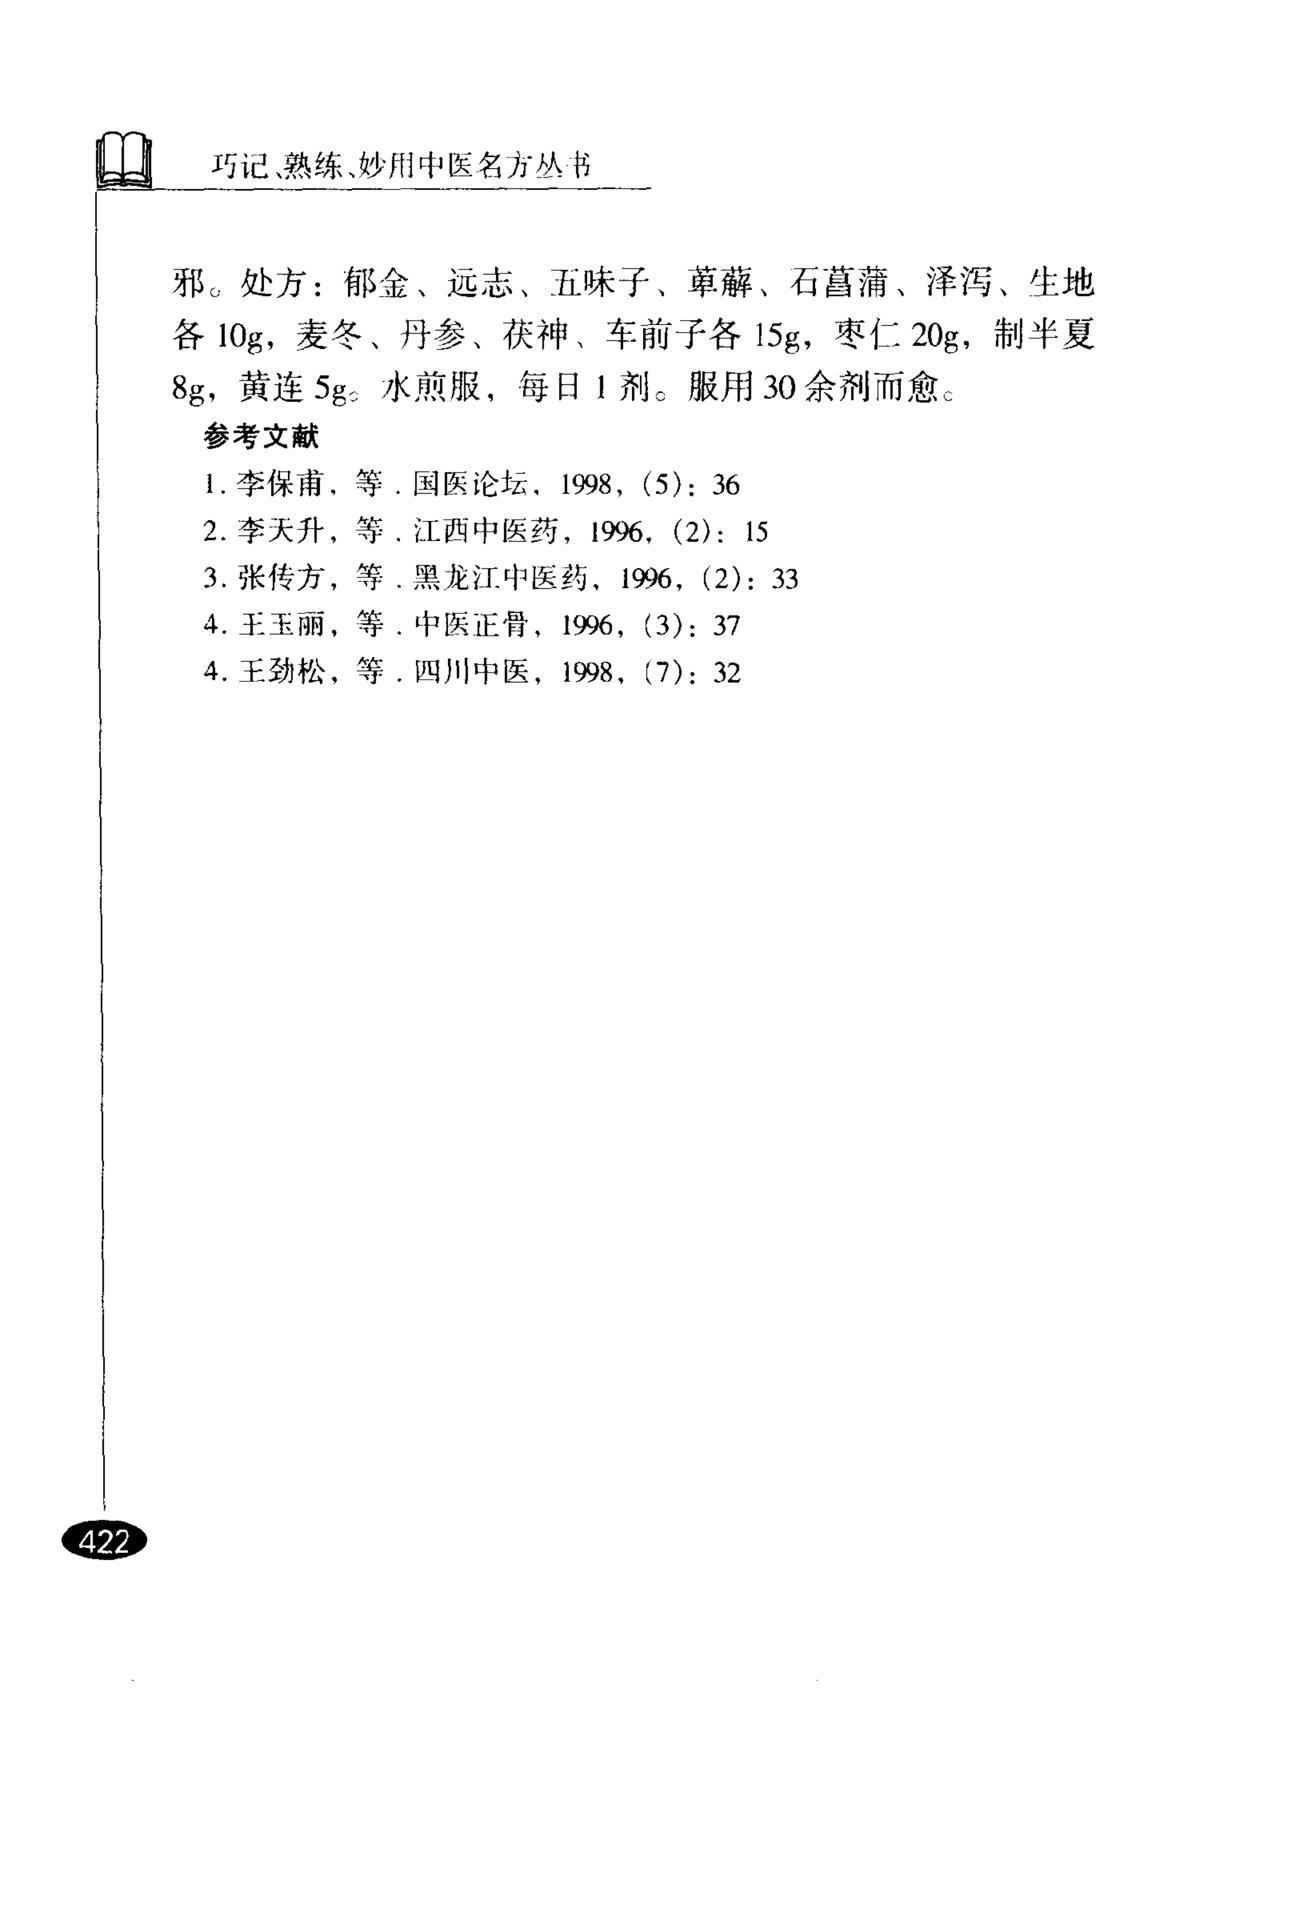 巧记、熟练、妙用中医名方丛书
邪。处方：郁金、远志、五味子、萆薢、石菖蒲、泽泻、生地
各 10g，麦冬、丹参、茯神、车前子各 15g，枣仁 20g，制半夏
8g，黄连 5g。水煎服，每日 1 剂。服用 30 余剂而愈。
参考文献
1. 李保甫，等．国医论坛，1998，(5)：36
2. 李天升，等．江西中医药，1996，(2)：15
3. 张传方，等．黑龙江中医药，1996，(2)：33
4. 王玉丽，等．中医正骨，1996，(3)：37
4. 王劲松，等．四川中医，1998，(7)：32
422